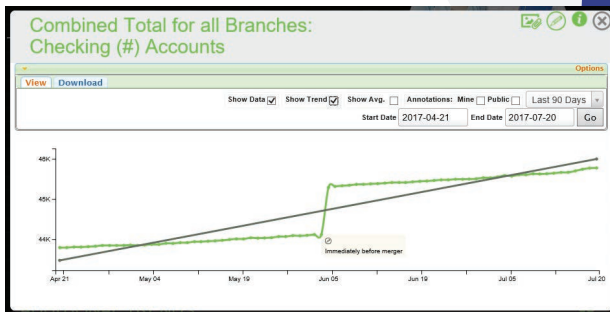 Combined Total for all Branches:
Checking (#) Accounts
Options
View Download
Show Data Show Trend Show Avg. Annotations: Mine Public Last 90 Days
Start Date 2017-04-21 End Date 2017-07-20 Go
46K
45K
44K
Immediately before merger
Apr 21 May 04 May 19 Jun 05 Jun 19 Jul 05 Jul 20